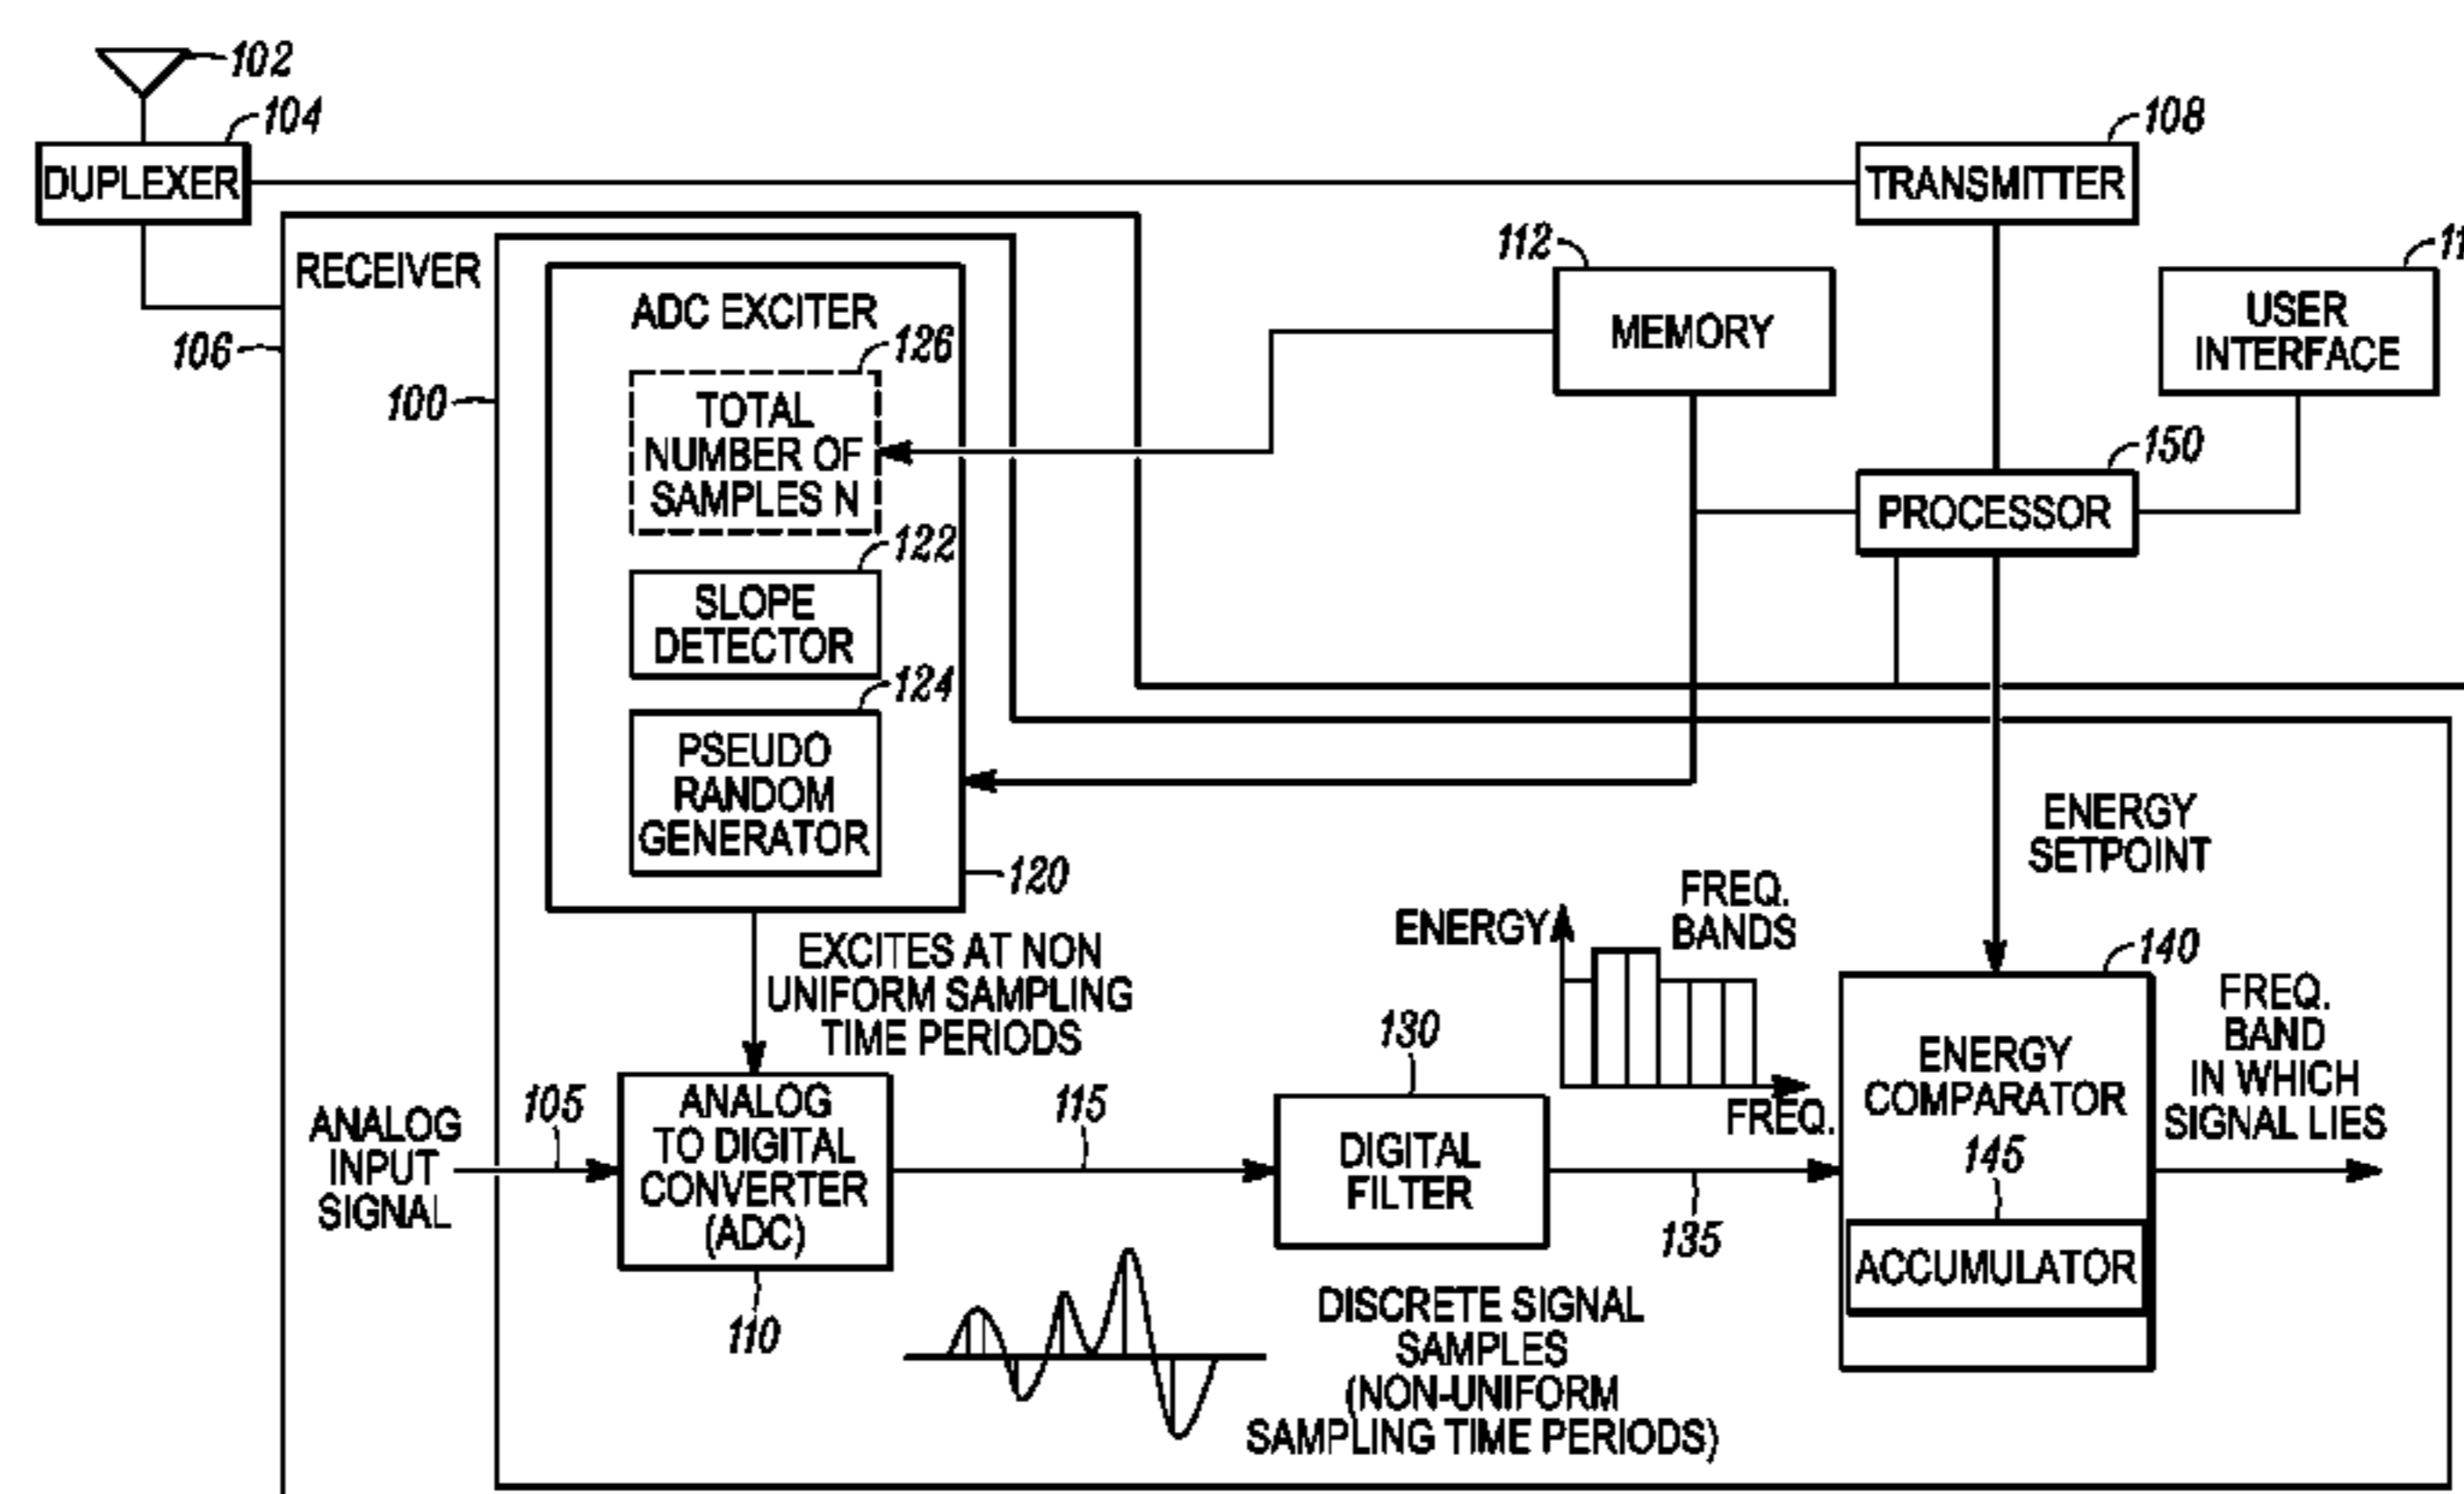 102
104
DUPLEXER
108
TRANSMITTER
RECEIVER
106
100
ADC EXCITER
126
TOTAL
NUMBER OF
SAMPLES N
122
SLOPE
DETECTOR
124
PSEUDO
RANDOM
GENERATOR
120
112
MEMORY
11
USER
INTERFACE
150
PROCESSOR
ENERGY
SETPOINT
EXCITES AT NON
UNIFORM SAMPLING
TIME PERIODS
ANALOG
INPUT
SIGNAL
105
ANALOG
TO DIGITAL
CONVERTER
(ADC)
110
115
130
DIGITAL
FILTER
ENERGY
FREQ.
BANDS
FREQ.
135
DISCRETE SIGNAL
SAMPLES
(NON-UNIFORM
SAMPLING TIME PERIODS)
140
ENERGY
COMPARATOR
145
ACCUMULATOR
FREQ.
BAND
IN WHICH
SIGNAL LIES